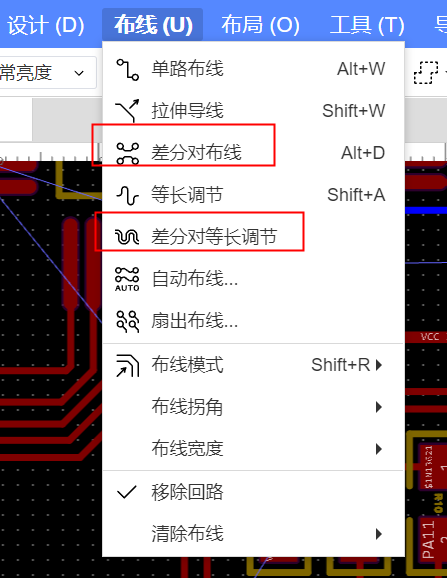 设计 (D) 布线 (U) 布局 (O) 工具 (T)
常亮度
单路布线 Alt+W
拉伸导线 Shift+W
差分对布线 Alt+D
等长调节 Shift+A
差分对等长调节
AUTO 自动布线...
扇出布线...
布线模式 Shift+R
布线拐角
布线宽度
移除回路
清除布线
VCC
$1N13621
R10
PA11
2